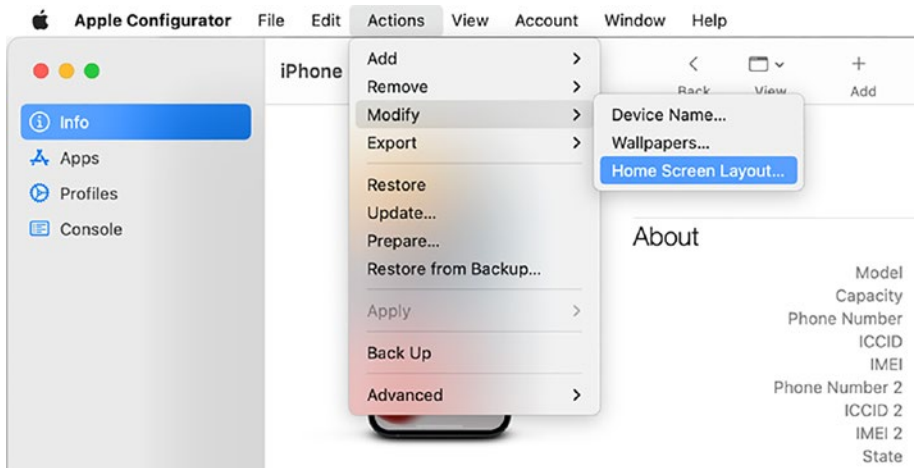 Apple Configurator File Edit Actions View Account Window Help
iPhone
Back View Add
Info
Apps
Profiles
Console
Add
Remove
Modify
Export
Restore
Update...
Prepare...
Restore from Backup...
Apply
Back Up
Advanced
Device Name...
Wallpapers...
Home Screen Layout...
About
Model
Capacity
Phone Number
ICCID
IMEI
Phone Number 2
ICCID 2
IMEI 2
State